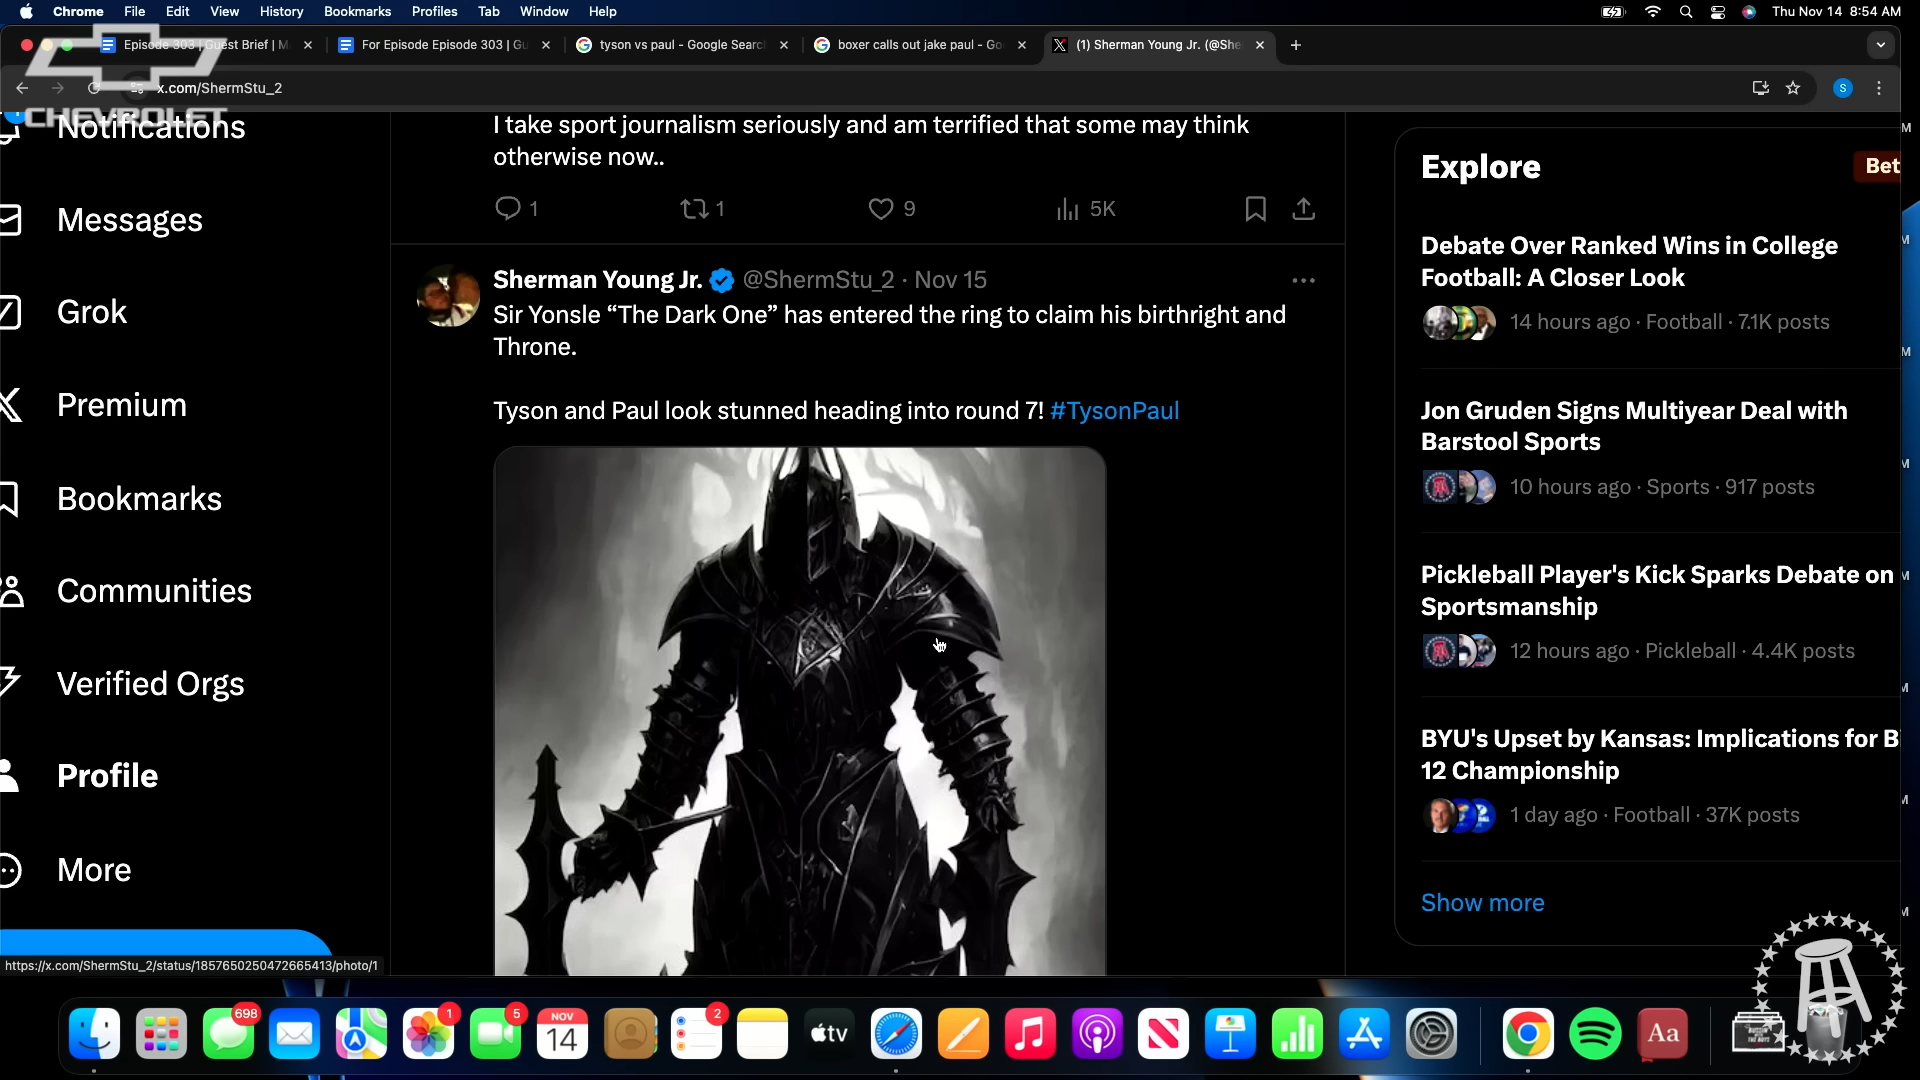 Chrome File Edit View History Bookmarks Profiles Tab Window Help
Thu Nov 14 8:54 AM
Episode 303 | Guest Brief | M
For Episode Episode 303 | Gu
tyson vs paul - Google Searc
boxer calls out jake paul - Go
(1) Sherman Young Jr. (@She
x.com/ShermStu_2
S
CHEVROLET
Notifications
Messages
Grok
Premium
Bookmarks
Communities
Verified Orgs
Profile
More
https://x.com/ShermStu_2/status/1857650250472665413/photo/1
I take sport journalism seriously and am terrified that some may think
otherwise now..
1 1 9 5K
Sherman Young Jr. @ShermStu_2 · Nov 15
Sir Yonsle “The Dark One” has entered the ring to claim his birthright and
Throne.
Tyson and Paul look stunned heading into round 7! #TysonPaul
Explore
Bet
Debate Over Ranked Wins in College
Football: A Closer Look
14 hours ago · Football · 7.1K posts
Jon Gruden Signs Multiyear Deal with
Barstool Sports
10 hours ago · Sports · 917 posts
Pickleball Player's Kick Sparks Debate on
Sportsmanship
12 hours ago · Pickleball · 4.4K posts
BYU's Upset by Kansas: Implications for B
12 Championship
1 day ago · Football · 37K posts
Show more
698
1
5
NOV
14
2
tv
Aa